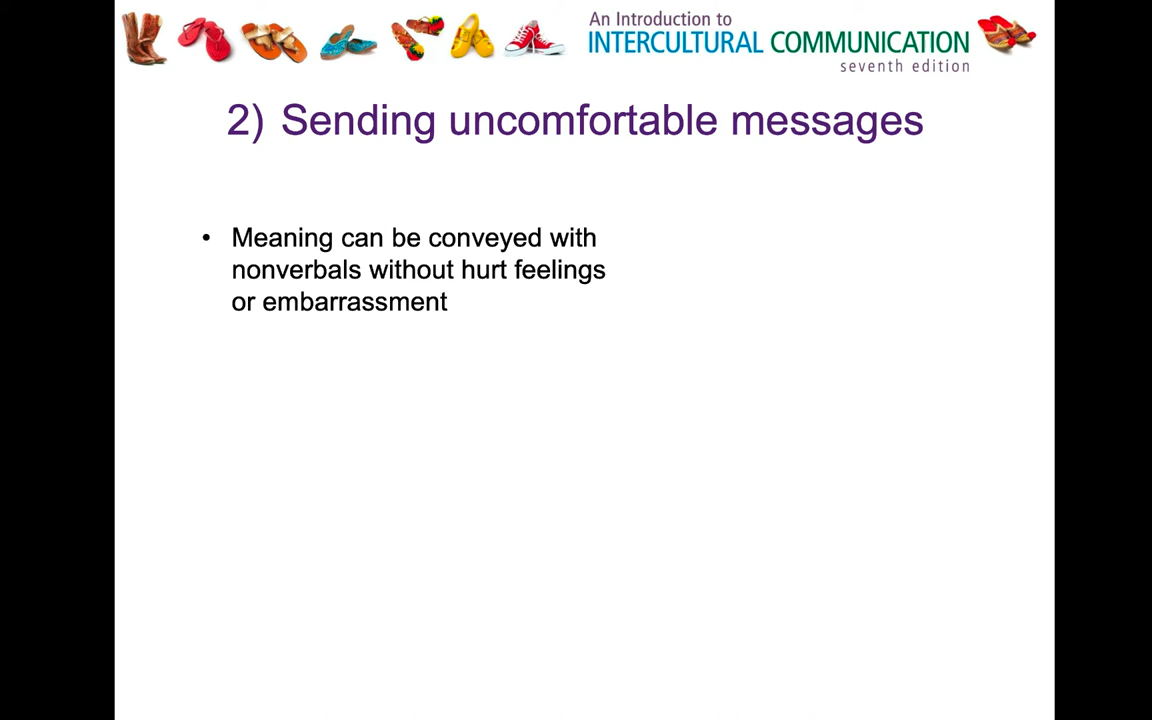 An Introduction to
INTERCULTURAL COMMUNICATION
seventh edition
2) Sending uncomfortable messages
• Meaning can be conveyed with
nonverbals without hurt feelings
or embarrassment